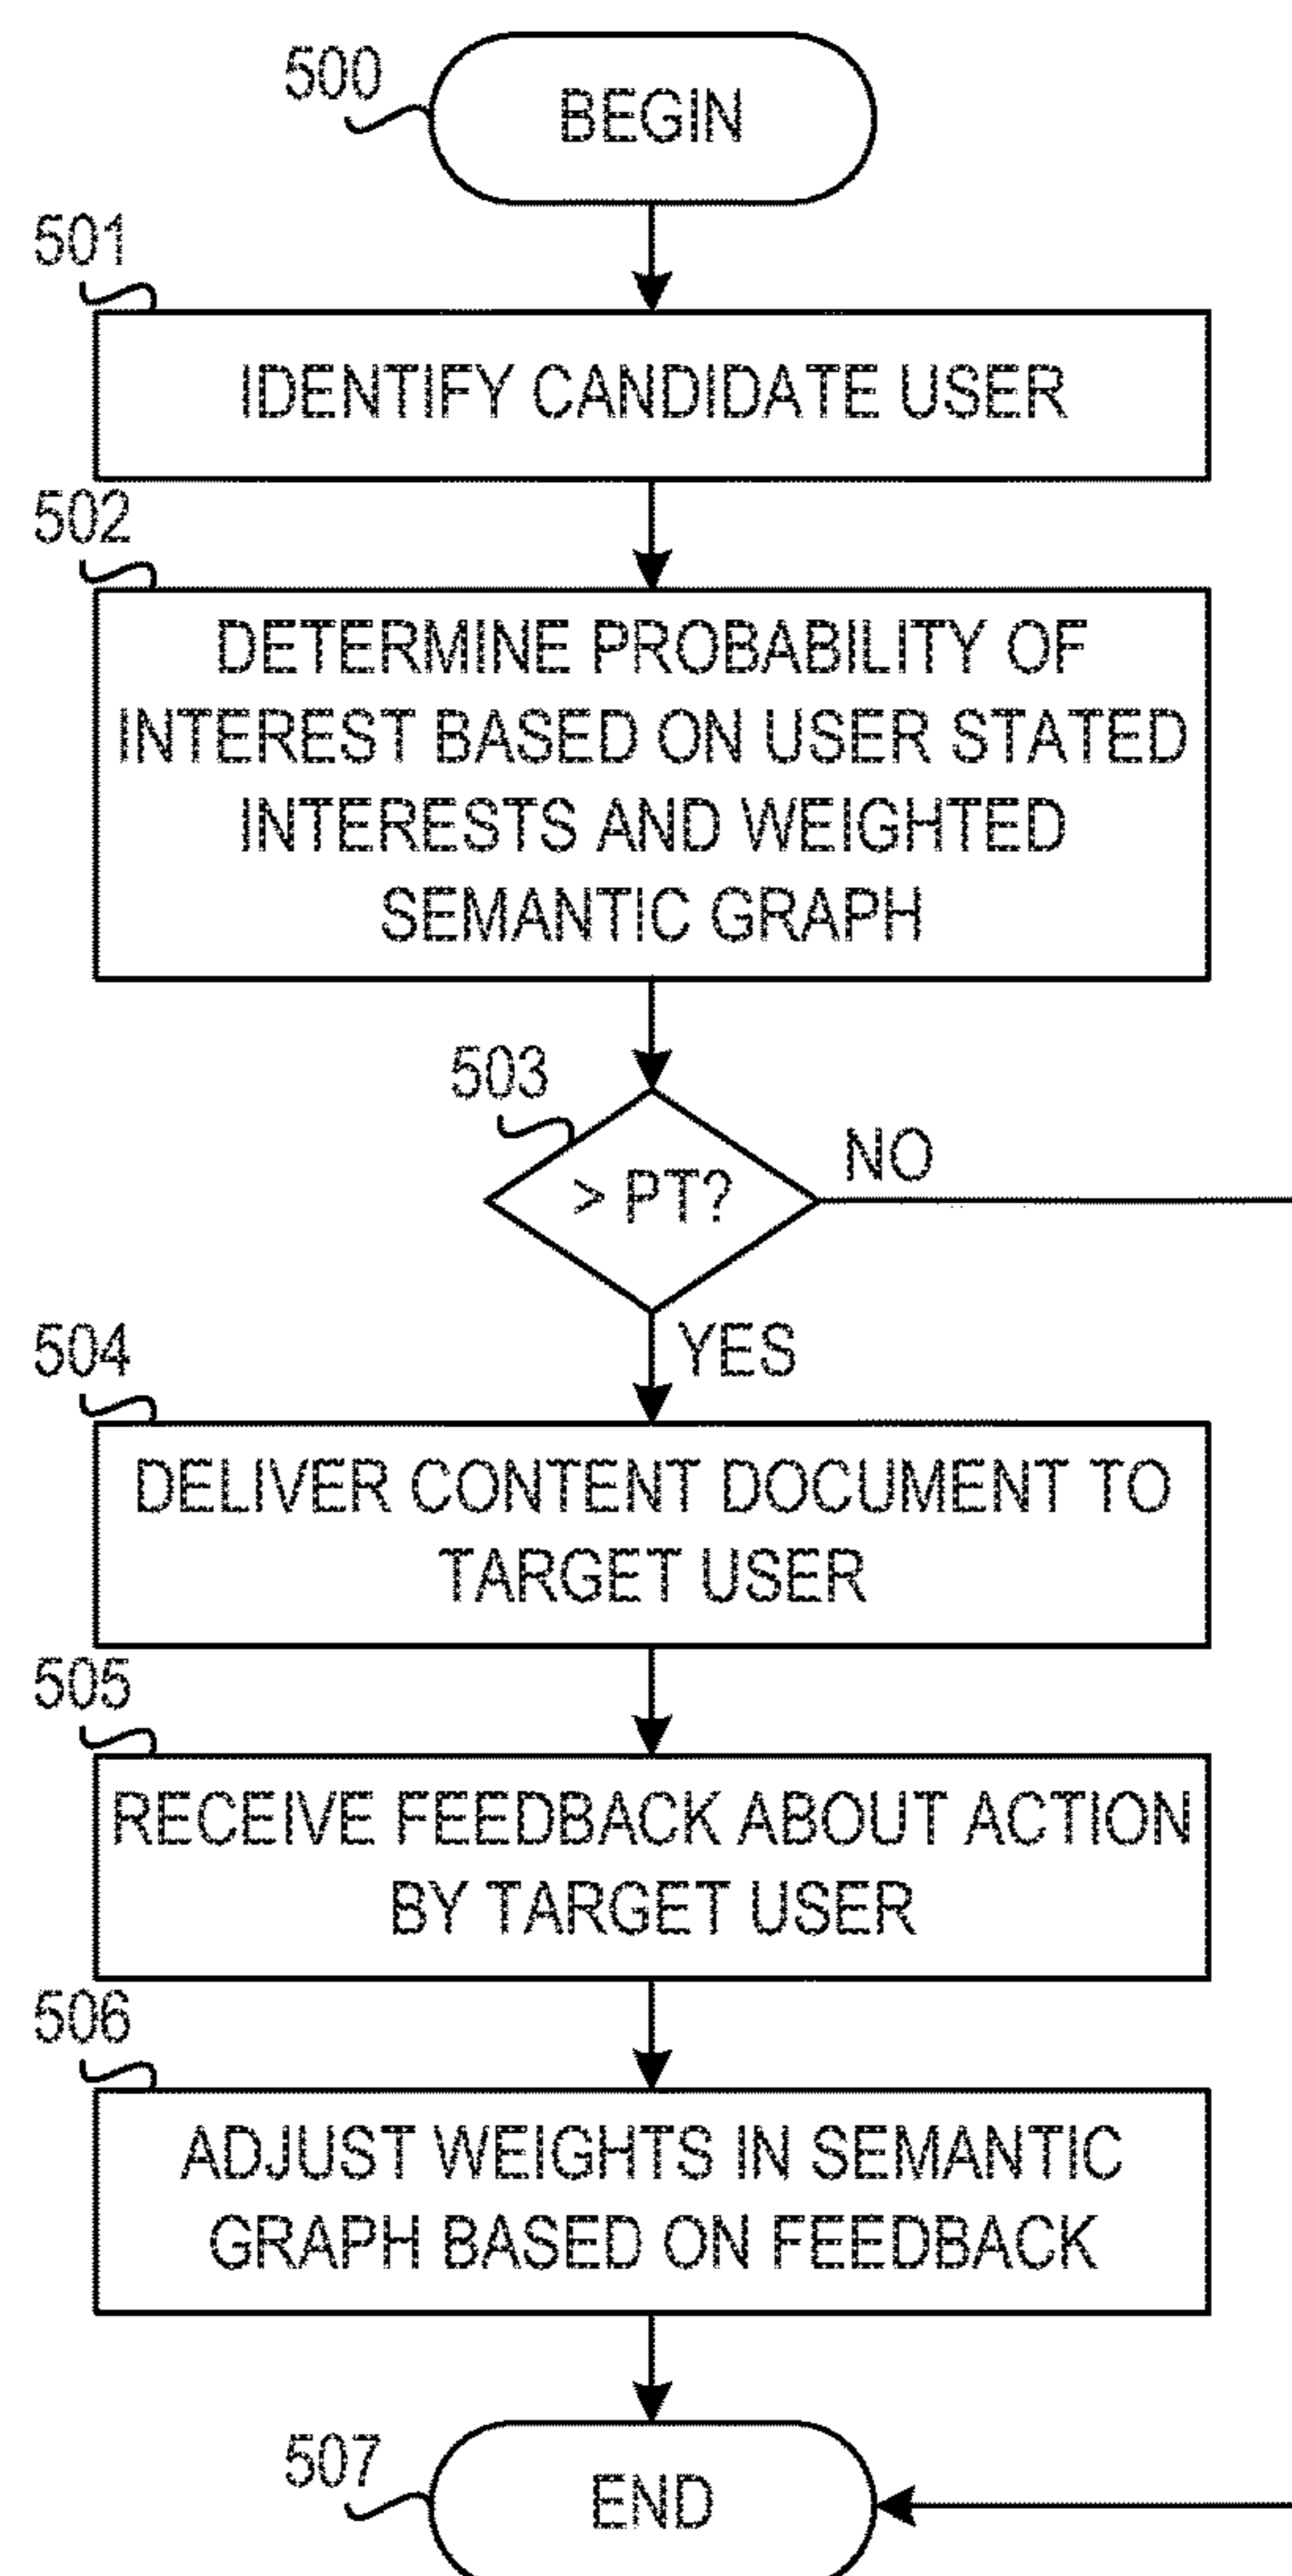 500
BEGIN
501
IDENTIFY CANDIDATE USER
502
DETERMINE PROBABILITY OF
INTEREST BASED ON USER STATED
INTERESTS AND WEIGHTED
SEMANTIC GRAPH
503
> PT?
NO
YES
504
DELIVER CONTENT DOCUMENT TO
TARGET USER
505
RECEIVE FEEDBACK ABOUT ACTION
BY TARGET USER
506
ADJUST WEIGHTS IN SEMANTIC
GRAPH BASED ON FEEDBACK
507
END